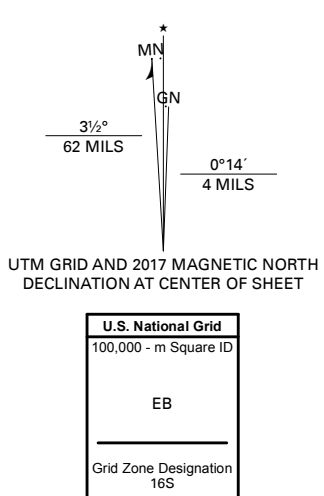 ★
MN
GN
3½°
62 MILS
0°14´
4 MILS
UTM GRID AND 2017 MAGNETIC NORTH
DECLINATION AT CENTER OF SHEET
U.S. National Grid
100,000 - m Square ID
EB
Grid Zone Designation
16S